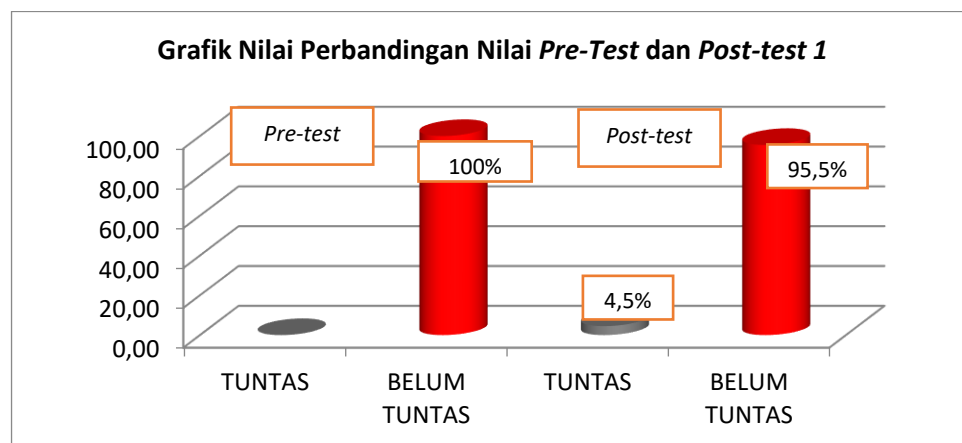 Grafik Nilai Perbandingan Nilai Pre-Test dan Post-test 1
Pre-test
Post-test
100%
95,5%
4,5%
100,00
80,00
60,00
40,00
20,00
0,00
TUNTAS
BELUM
TUNTAS
TUNTAS
BELUM
TUNTAS